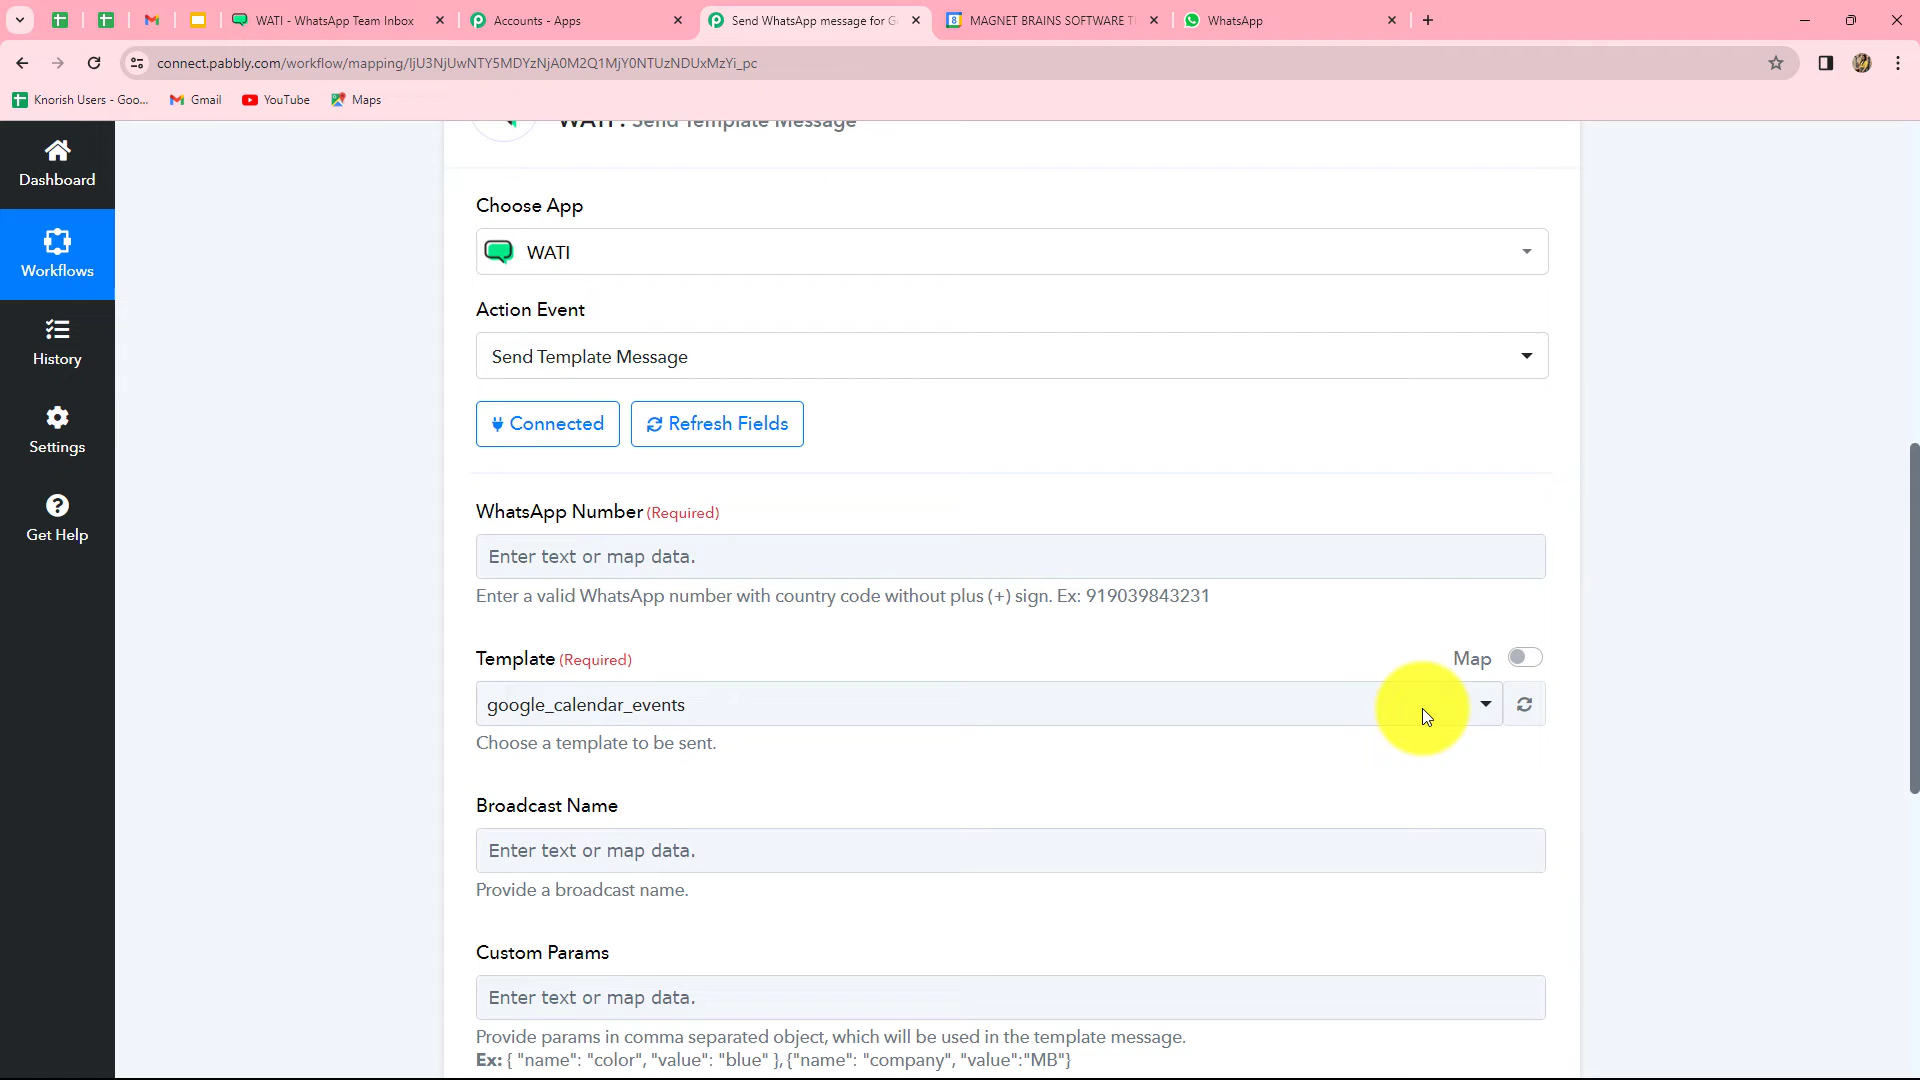 WATI - WhatsApp Team Inbox
Accounts - Apps
Send WhatsApp message for G
MAGNET BRAINS SOFTWARE T
WhatsApp
connect.pabbly.com/workflow/mapping/IjU3NjUwNTY5MDYzNjA0M2Q1MjY0NTUzNDUxMzYi_pc
Knorish Users - Goo...
Gmail
YouTube
Maps
WATI : Send Template Message
Dashboard
Workflows
History
Settings
Get Help
Choose App
WATI
Action Event
Send Template Message
Connected
Refresh Fields
WhatsApp Number (Required)
Enter text or map data.
Enter a valid WhatsApp number with country code without plus (+) sign. Ex: 919039843231
Template (Required)
Map
google_calendar_events
Choose a template to be sent.
Broadcast Name
Enter text or map data.
Provide a broadcast name.
Custom Params
Enter text or map data.
Provide params in comma separated object, which will be used in the template message.
Ex: { "name": "color", "value": "blue" }, {"name": "company", "value":"MB"}